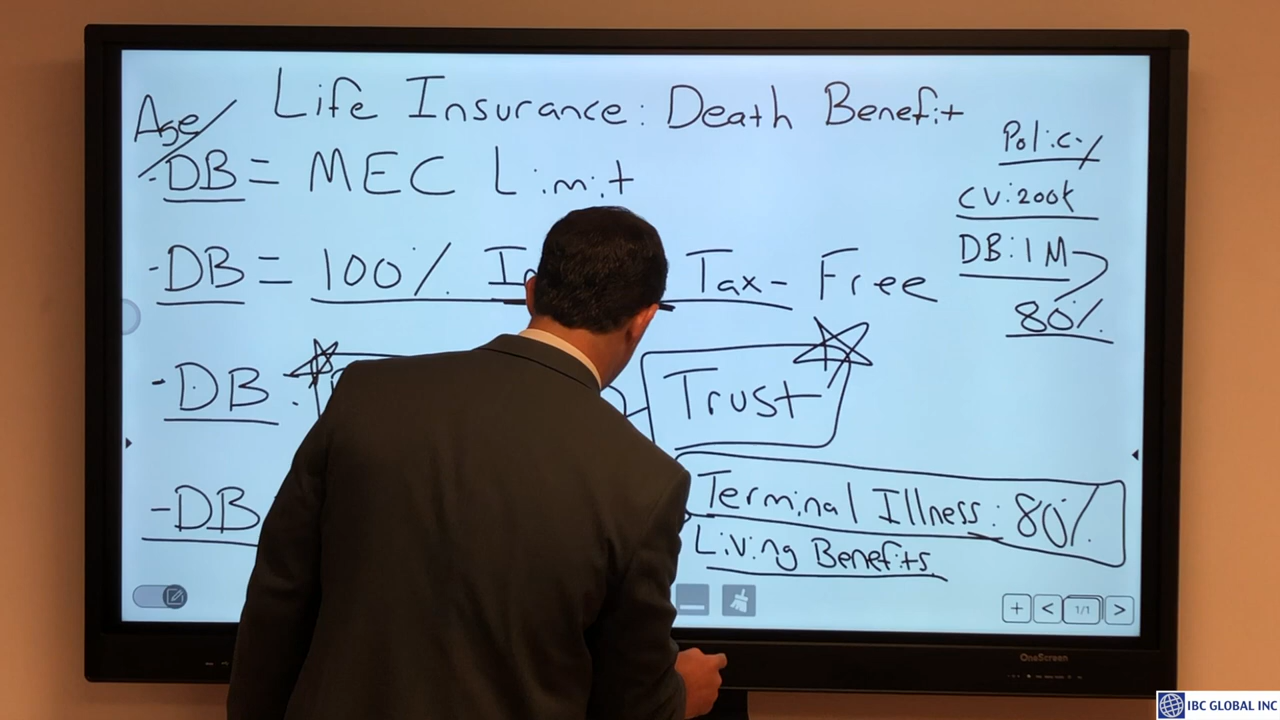 Life Insurance: Death Benefit
Age/
-DB = MEC Limit
-DB = 100% In Tax-Free
-DB: Trust
-DB
Terminal Illness: 80%
Living Benefits
Policy
CV: 200k
DB: 1M
80%
+ < 1/1 >
OneScreen
IBC GLOBAL INC